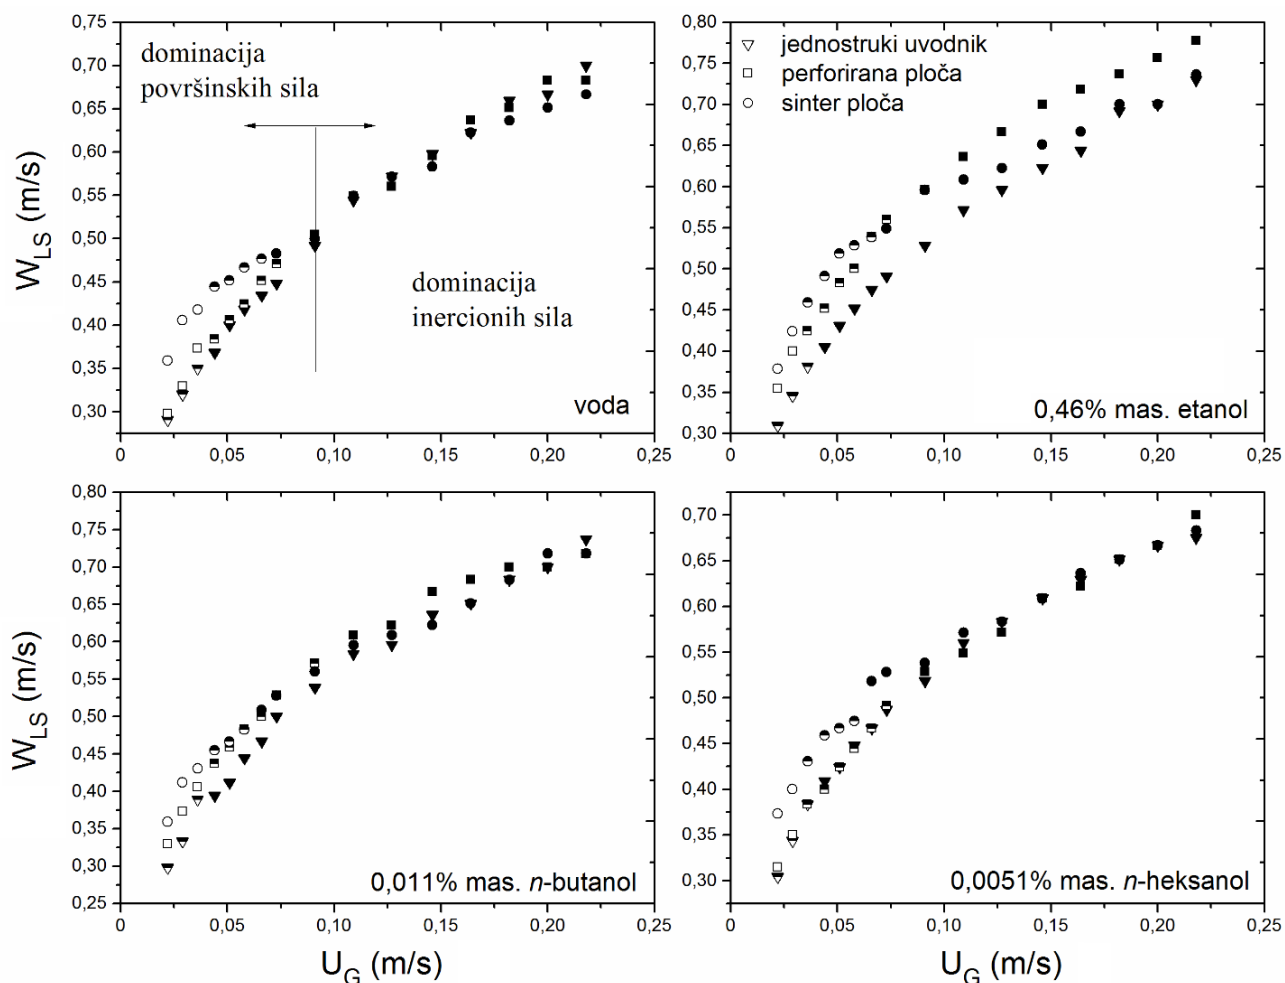 0,75
0,70
0,65
0,60
0,55
0,50
0,45
0,40
0,35
0,30
W_LS (m/s)
dominacija
površinskih sila
dominacija
inercionih sila
voda
0 0,05 0,10 0,15 0,20 0,25
0,80
0,75
0,70
0,65
0,60
0,55
0,50
0,45
0,40
0,35
0,30
jednostruki uvodnik
perforirana ploča
sinter ploča
0,46% mas. etanol
0 0,05 0,10 0,15 0,20 0,25
0,80
0,75
0,70
0,65
0,60
0,55
0,50
0,45
0,40
0,35
0,30
0,25
W_LS (m/s)
0,011% mas. n-butanol
0 0,05 0,10 0,15 0,20 0,25
U_G (m/s)
0,70
0,65
0,60
0,55
0,50
0,45
0,40
0,35
0,30
0,0051% mas. n-heksanol
0 0,05 0,10 0,15 0,20 0,25
U_G (m/s)